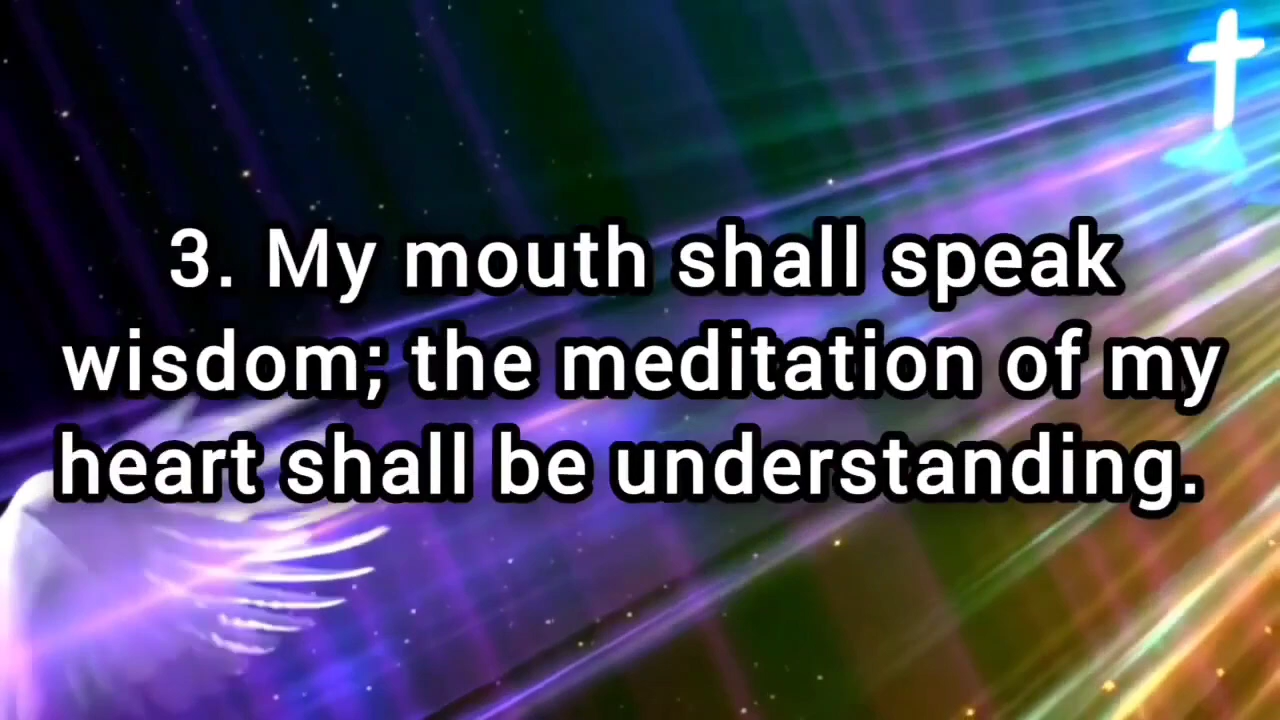 3. My mouth shall speak
wisdom; the meditation of my
heart shall be understanding.